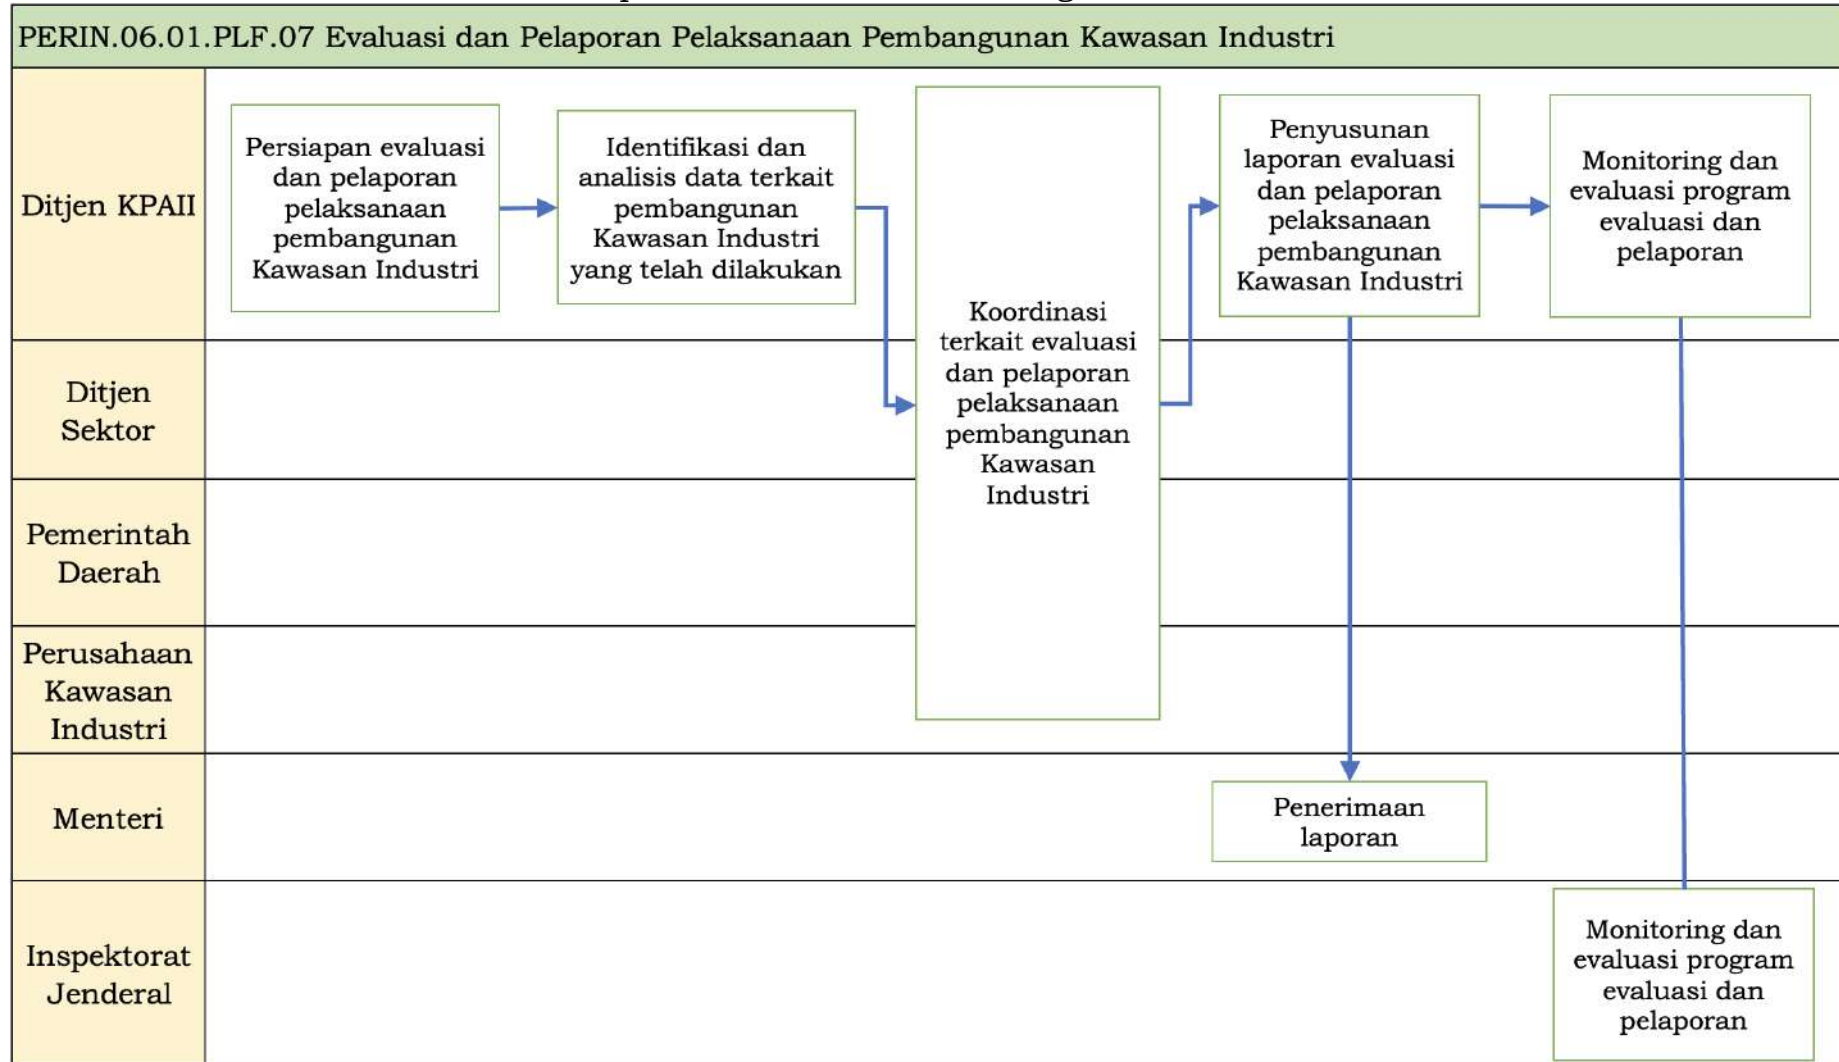 PERIN.06.01.PLF.07 Evaluasi dan Pelaporan Pelaksanaan Pembangunan Kawasan Industri
Ditjen KPAII
Persiapan evaluasi
dan pelaporan
pelaksanaan
pembangunan
Kawasan Industri
Identifikasi dan
analisis data terkait
pembangunan
Kawasan Industri
yang telah dilakukan
Koordinasi
terkait evaluasi
dan pelaporan
pelaksanaan
pembangunan
Kawasan
Industri
Penyusunan
laporan evaluasi
dan pelaporan
pelaksanaan
pembangunan
Kawasan Industri
Monitoring dan
evaluasi program
evaluasi dan
pelaporan
Ditjen
Sektor
Pemerintah
Daerah
Perusahaan
Kawasan
Industri
Menteri
Penerimaan
laporan
Inspektorat
Jenderal
Monitoring dan
evaluasi program
evaluasi dan
pelaporan